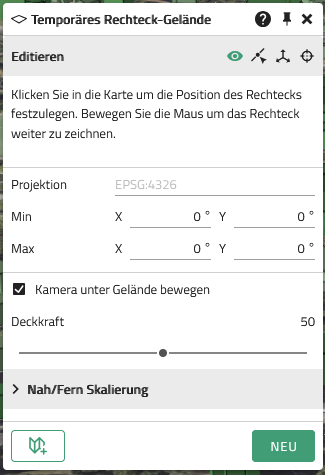 Temporäres Rechteck-Gelände
Editieren
Klicken Sie in die Karte um die Position des Rechtecks
festzulegen. Bewegen Sie die Maus um das Rechteck
weiter zu zeichnen.
Projektion EPSG:4326
Min X 0 ° Y 0 °
Max X 0 ° Y 0 °
Kamera unter Gelände bewegen
Deckkraft 50
Nah/Fern Skalierung
NEU